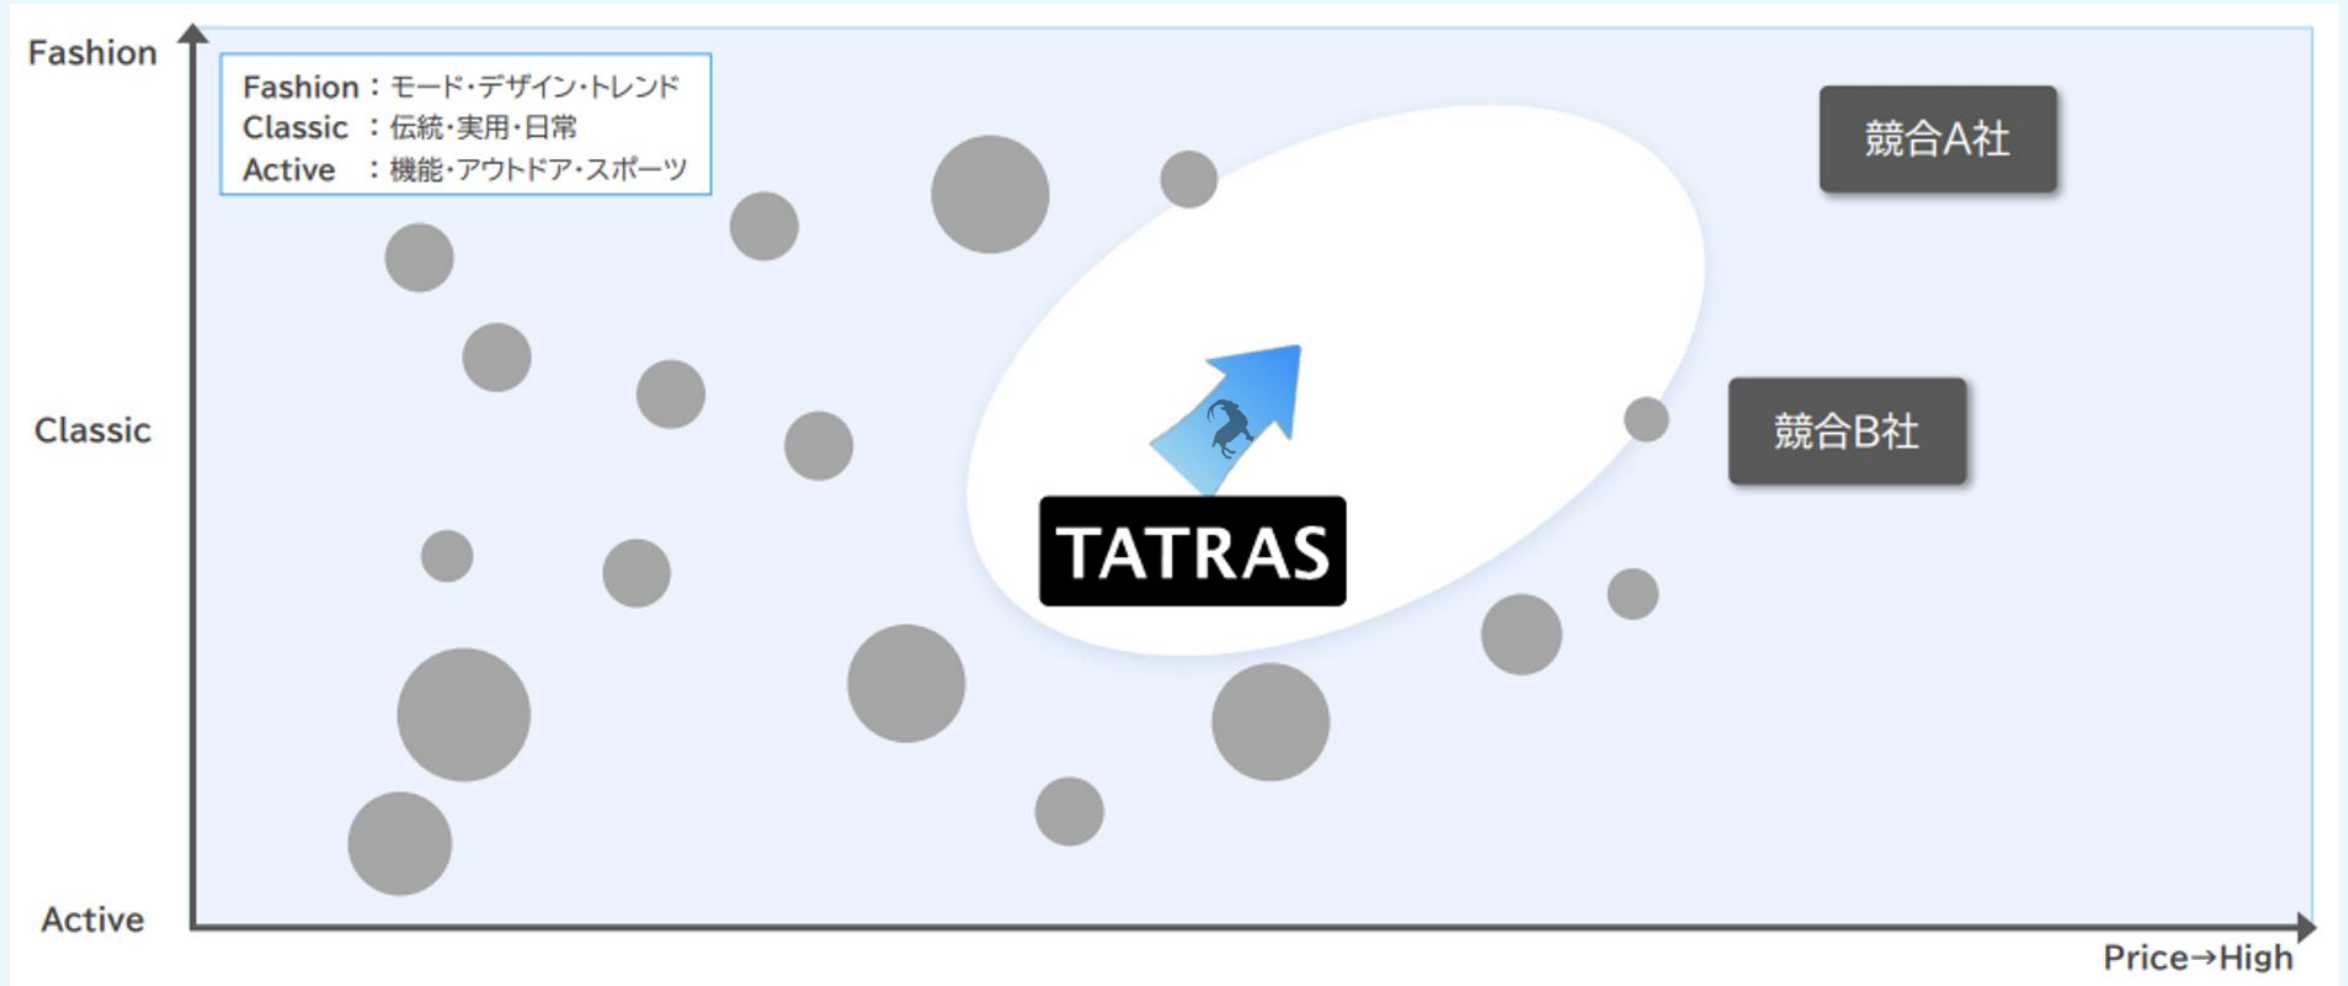 Fashion
Fashion：モード・デザイン・トレンド
Classic ：伝統・実用・日常
Active ：機能・アウトドア・スポーツ
競合A社
Classic
競合B社
TATRAS
Active
Price→High